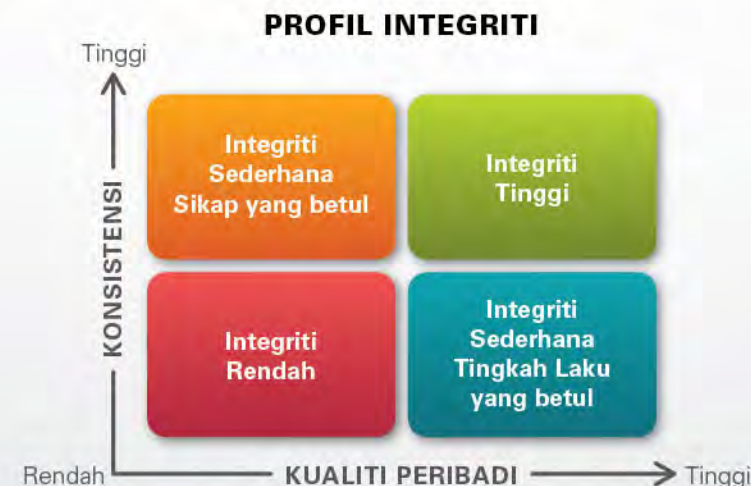 PROFIL INTEGRITI
Tinggi
KONSISTENSI
Integriti
Sederhana
Sikap yang betul
Integriti
Tinggi
Integriti
Rendah
Integriti
Sederhana
Tingkah Laku
yang betul
Rendah
KUALITI PERIBADI
Tinggi